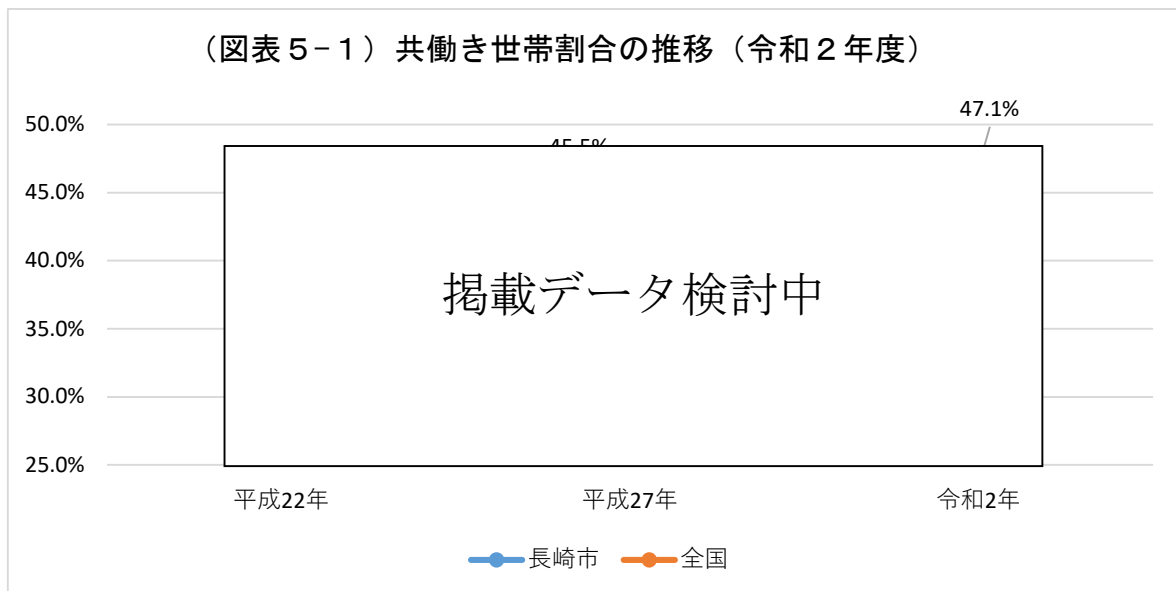 （図表５-１）共働き世帯割合の推移（令和２年度）
47.1%
50.0%
45.0%
40.0%
35.0%
30.0%
25.0%
掲載データ検討中
平成22年
平成27年
令和2年
長崎市
全国